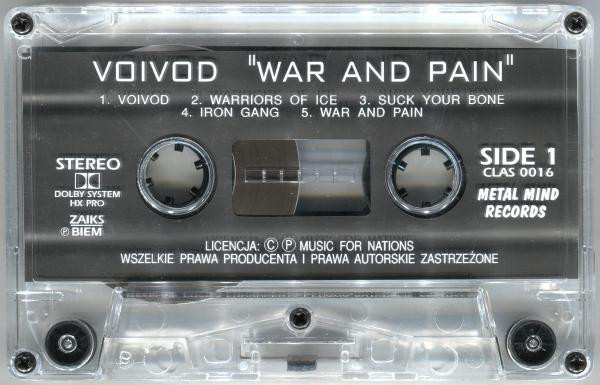 VOIVOD "WAR AND PAIN"
1. VOIVOD 2. WARRIORS OF ICE 3. SUCK YOUR BONE
4. IRON GANG 5. WAR AND PAIN
STEREO
DOLBY SYSTEM
HX PRO
ZAIKS
Ⓟ BIEM
SIDE 1
CLAS 0016
METAL MIND
RECORDS
LICENCJA: Ⓒ Ⓟ MUSIC FOR NATIONS
WSZELKIE PRAWA PRODUCENTA I PRAWA AUTORSKIE ZASTRZEŻONE